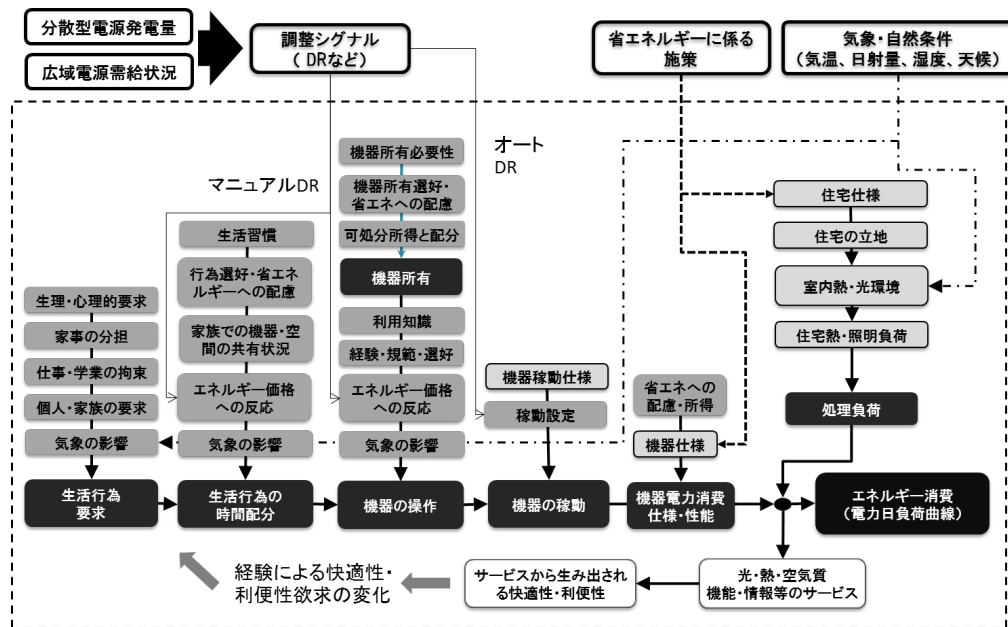 分散型電源発電量
広域電源需給状況
調整シグナル
（ DRなど）
省エネルギーに係る
施策
気象・自然条件
（気温、日射量、湿度、天候）
マニュアルDR
オート
DR
機器所有必要性
機器所有選好・
省エネへの配慮
可処分所得と配分
機器所有
利用知識
経験・規範・選好
エネルギー価格
への反応
気象の影響
機器の操作
生活習慣
行為選好・省エネ
ルギーへの配慮
家族での機器・空
間の共有状況
エネルギー価格
への反応
気象の影響
生活行為の
時間配分
生理・心理的要求
家事の分担
仕事・学業の拘束
個人・家族の要求
気象の影響
生活行為
要求
機器稼動仕様
稼動設定
機器の稼動
省エネへの
配慮・所得
機器仕様
機器電力消費
仕様・性能
住宅仕様
住宅の立地
室内熱・光環境
住宅熱・照明負荷
処理負荷
エネルギー消費
（電力日負荷曲線）
光・熱・空気質
機能・情報等のサービス
サービスから生み出され
る快適性・利便性
経験による快適性・
利便性欲求の変化